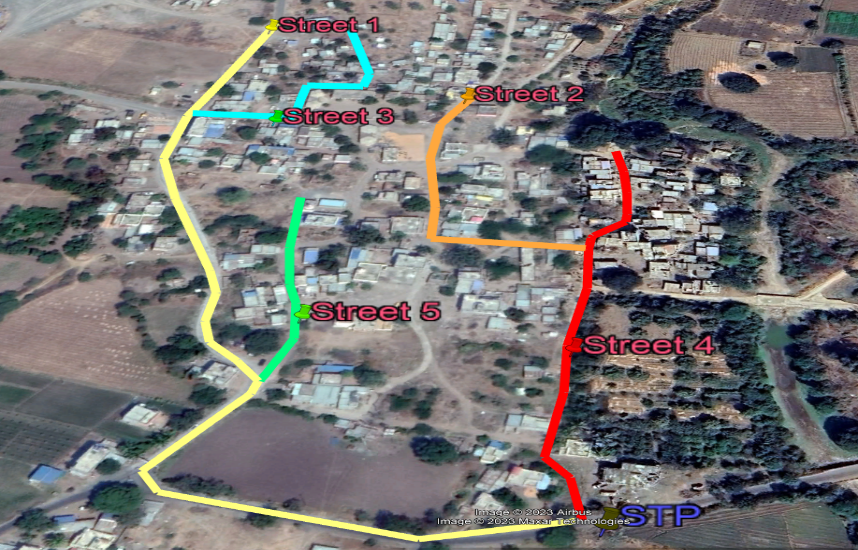 Street 1
Street 2
Street 3
Street 5
Street 4
Image © 2023 Airbus
Image © 2023 Maxar Technologies
STP